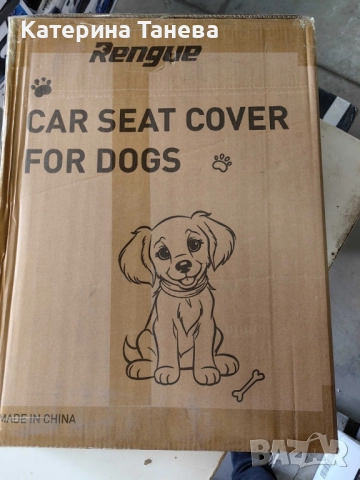 Катерина Танева
Rengue
CAR SEAT COVER
FOR DOGS
MADE IN CHINA
BAZAR